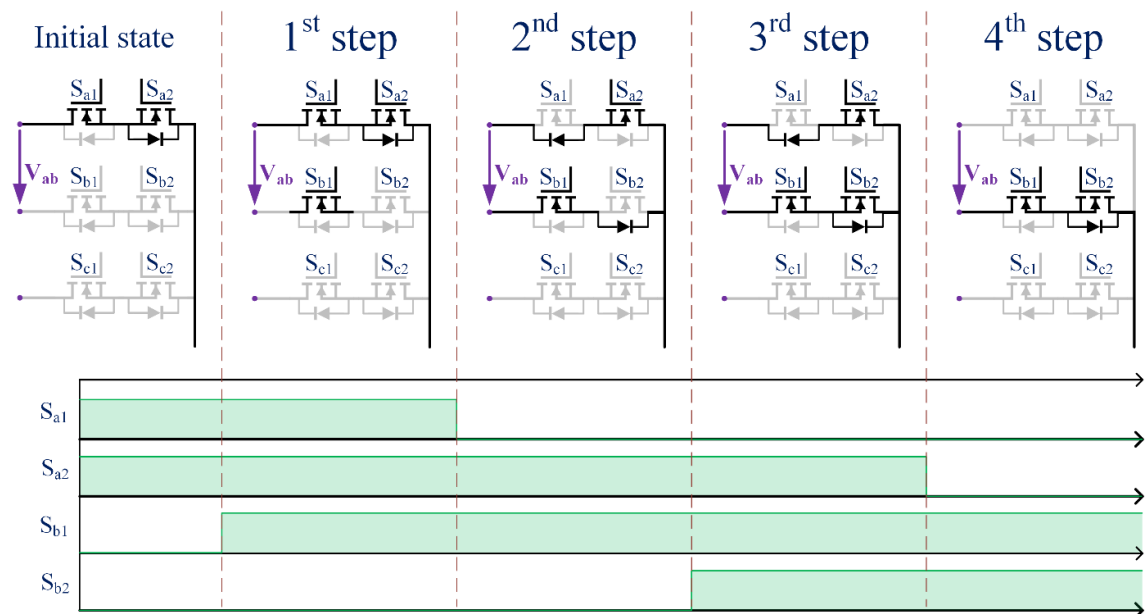 Initial state 1st step 2nd step 3rd step 4th step
Sa1 Sa2 Sa1 Sa2 Sa1 Sa2 Sa1 Sa2 Sa1 Sa2
Vab Sb1 Sb2 Vab Sb1 Sb2 Vab Sb1 Sb2 Vab Sb1 Sb2 Vab Sb1 Sb2
Sc1 Sc2 Sc1 Sc2 Sc1 Sc2 Sc1 Sc2 Sc1 Sc2
Sa1
Sa2
Sb1
Sb2